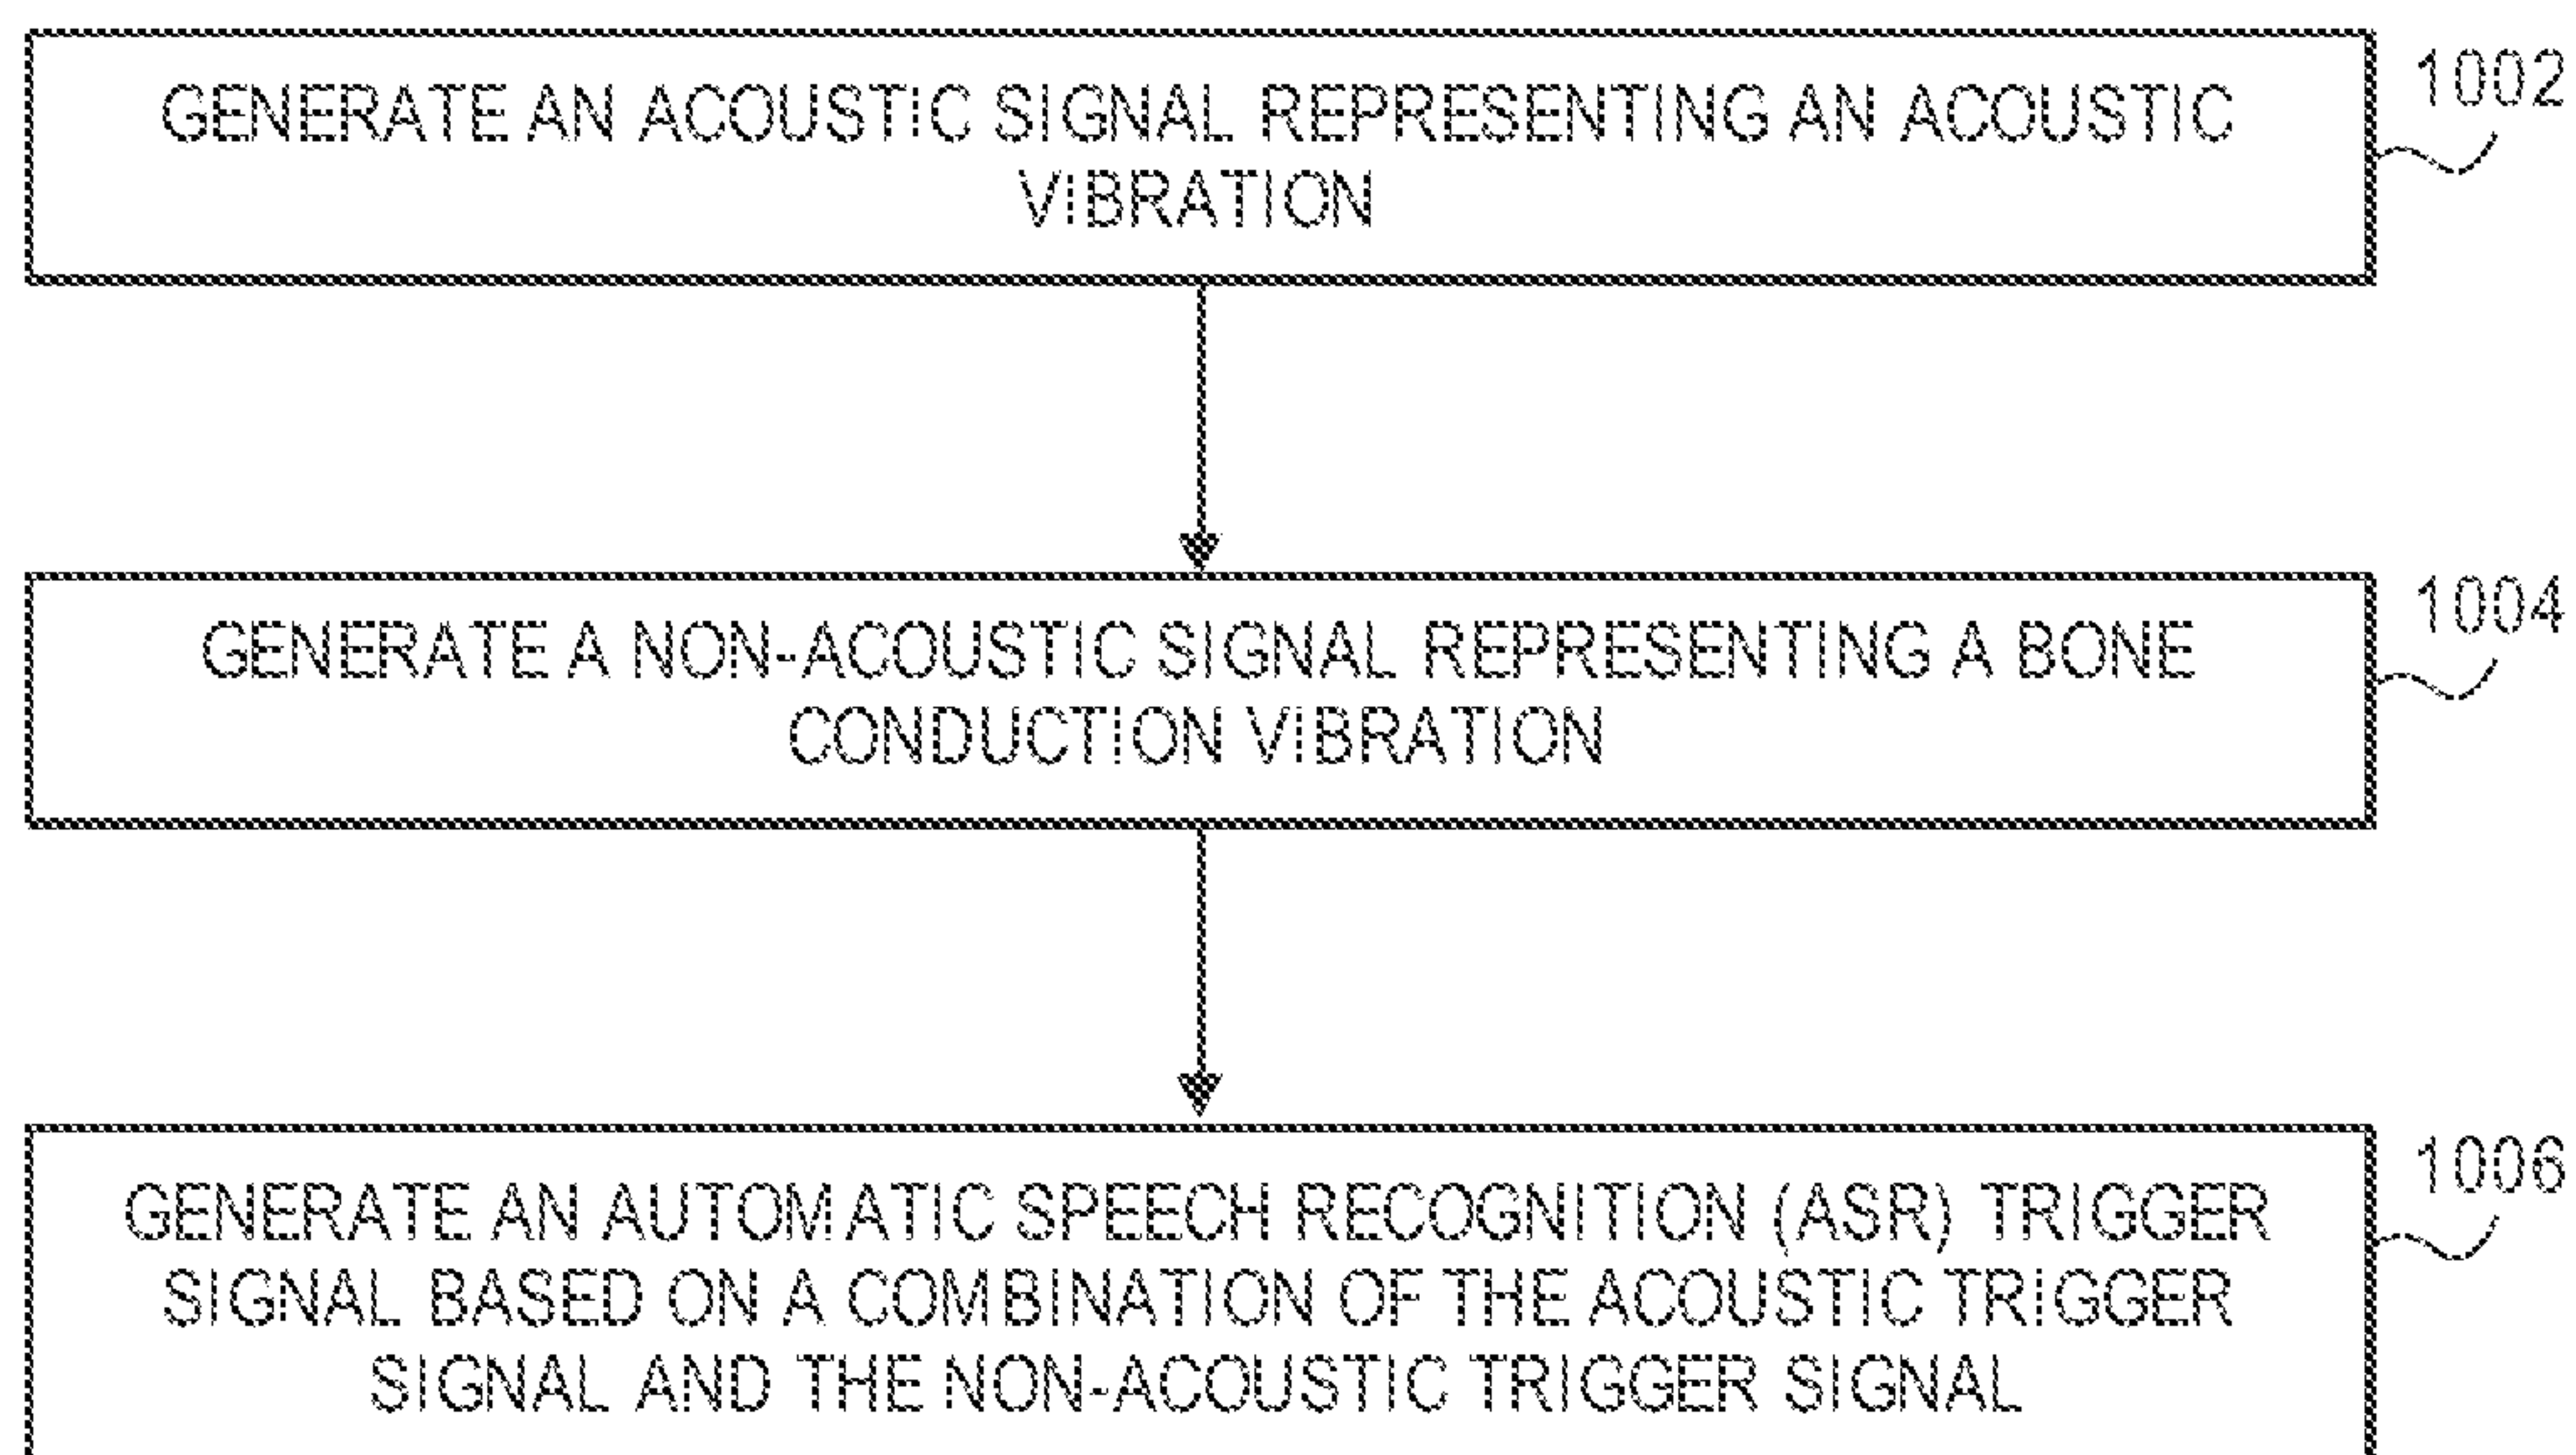 GENERATE AN ACOUSTIC SIGNAL REPRESENTING AN ACOUSTIC
VIBRATION
1002
GENERATE A NON-ACOUSTIC SIGNAL REPRESENTING A BONE
CONDUCTION VIBRATION
1004
GENERATE AN AUTOMATIC SPEECH RECOGNITION (ASR) TRIGGER
SIGNAL BASED ON A COMBINATION OF THE ACOUSTIC TRIGGER
SIGNAL AND THE NON-ACOUSTIC TRIGGER SIGNAL
1006